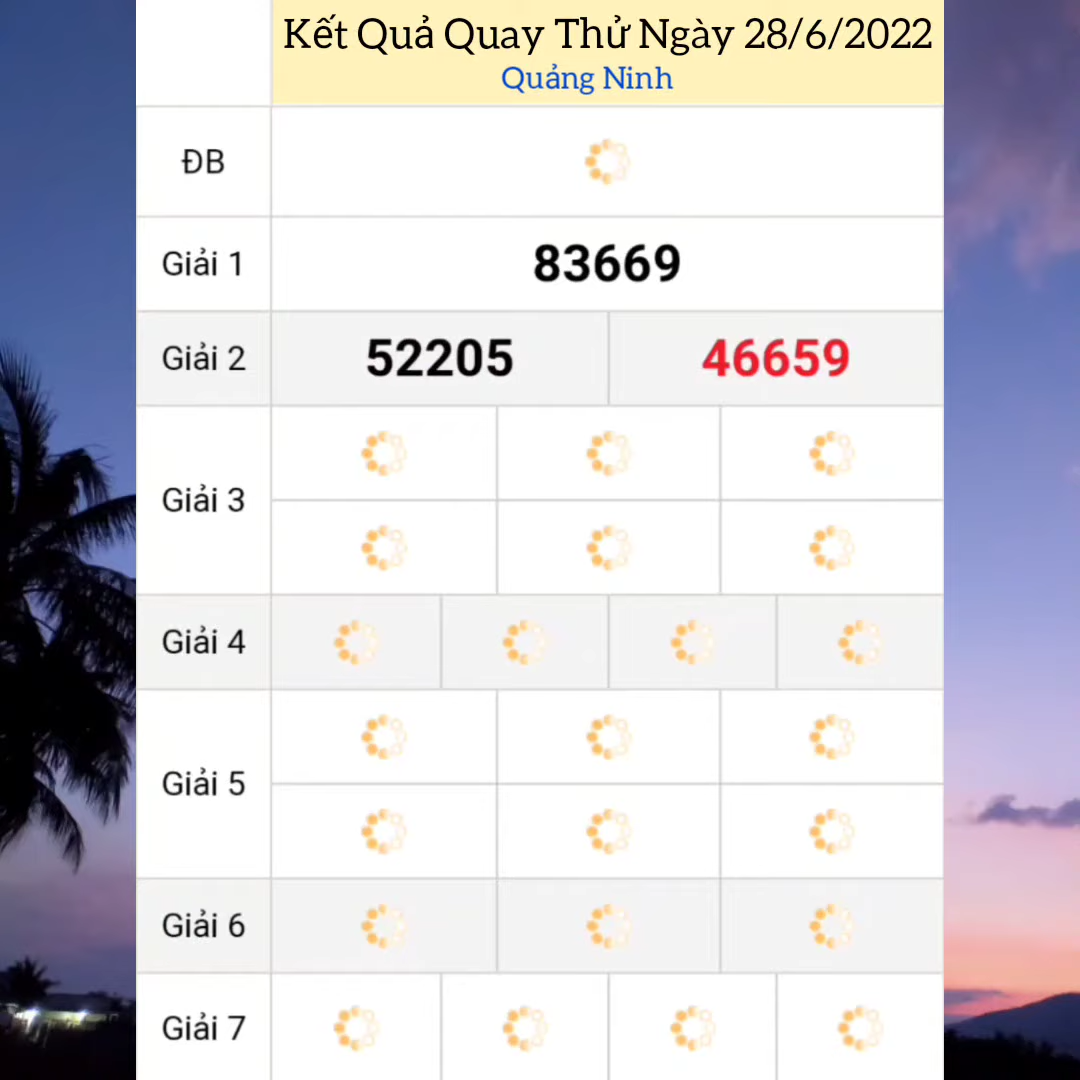 Kết Quả Quay Thử Ngày 28/6/2022
Quảng Ninh
ĐB
Giải 1
83669
Giải 2
52205 46659
Giải 3
Giải 4
Giải 5
Giải 6
Giải 7